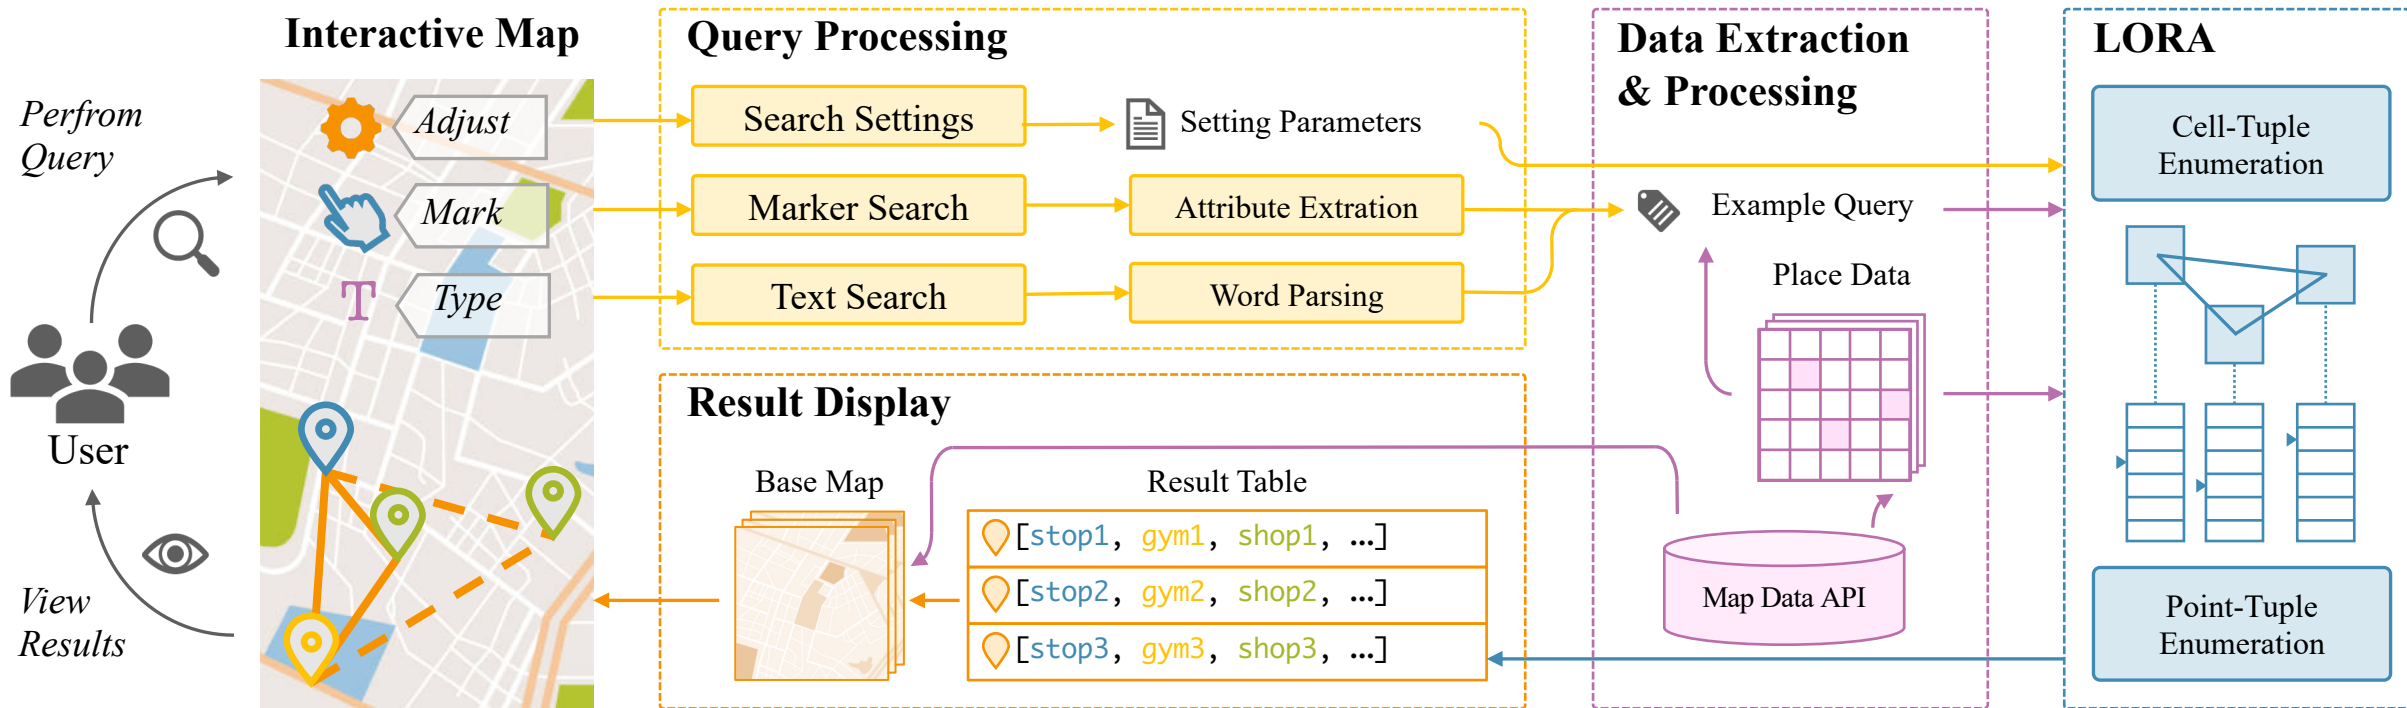 Perfrom
Query
User
View
Results
Interactive Map
Adjust
Mark
Type
Query Processing
Search Settings
Setting Parameters
Marker Search
Attribute Extration
Text Search
Word Parsing
Result Display
Base Map
Result Table
[stop1, gym1, shop1, …]
[stop2, gym2, shop2, …]
[stop3, gym3, shop3, …]
Data Extraction
& Processing
Example Query
Place Data
Map Data API
LORA
Cell-Tuple
Enumeration
Point-Tuple
Enumeration